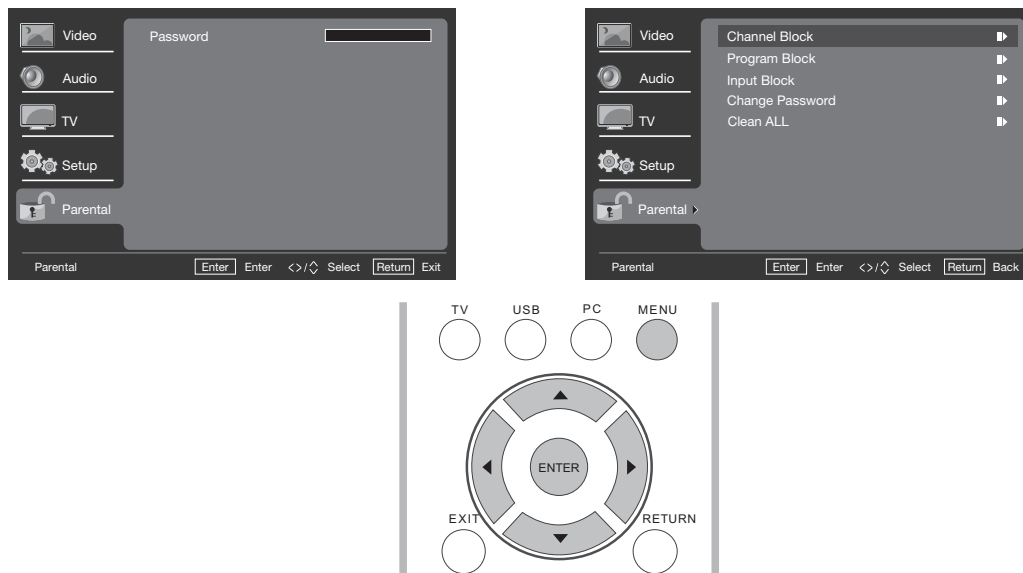 Video
Password
Audio
TV
Setup
Parental
Parental
Enter Enter <>/ Select Return Exit
Video
Channel Block
Program Block
Audio
Input Block
Change Password
TV
Clean ALL
Setup
Parental
Parental
Enter Enter <>/ Select Return Back
TV USB PC MENU
ENTER
EXIT RETURN